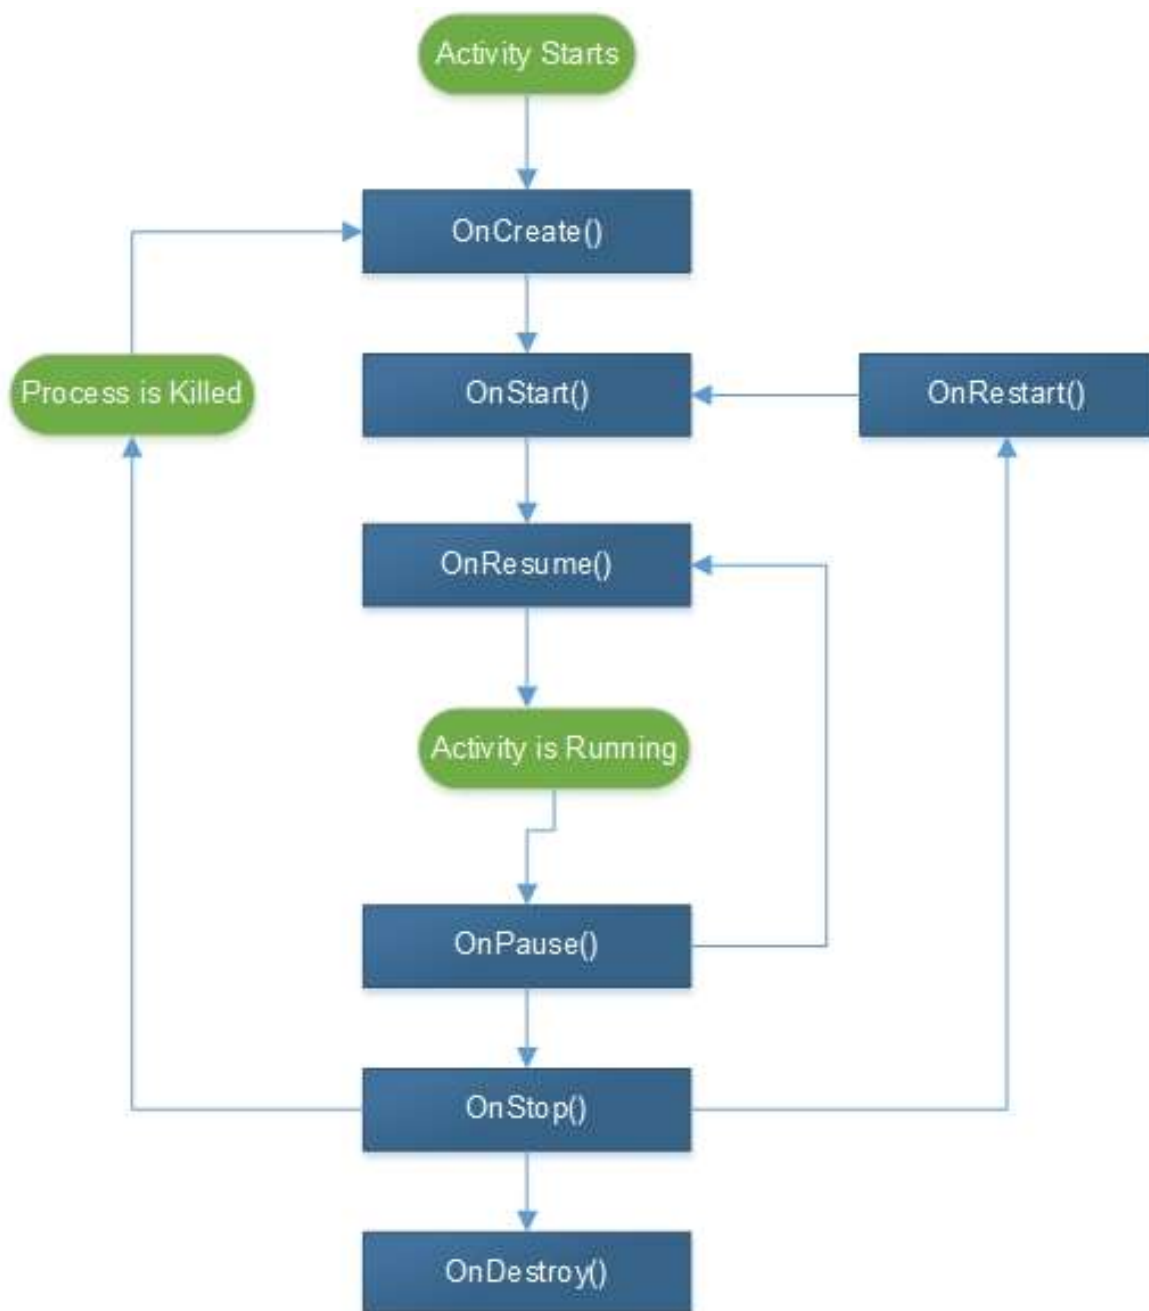 Activity Starts
OnCreate()
Process is Killed
OnStart()
OnRestart()
OnResume()
Activity is Running
OnPause()
OnStop()
OnDestroy()